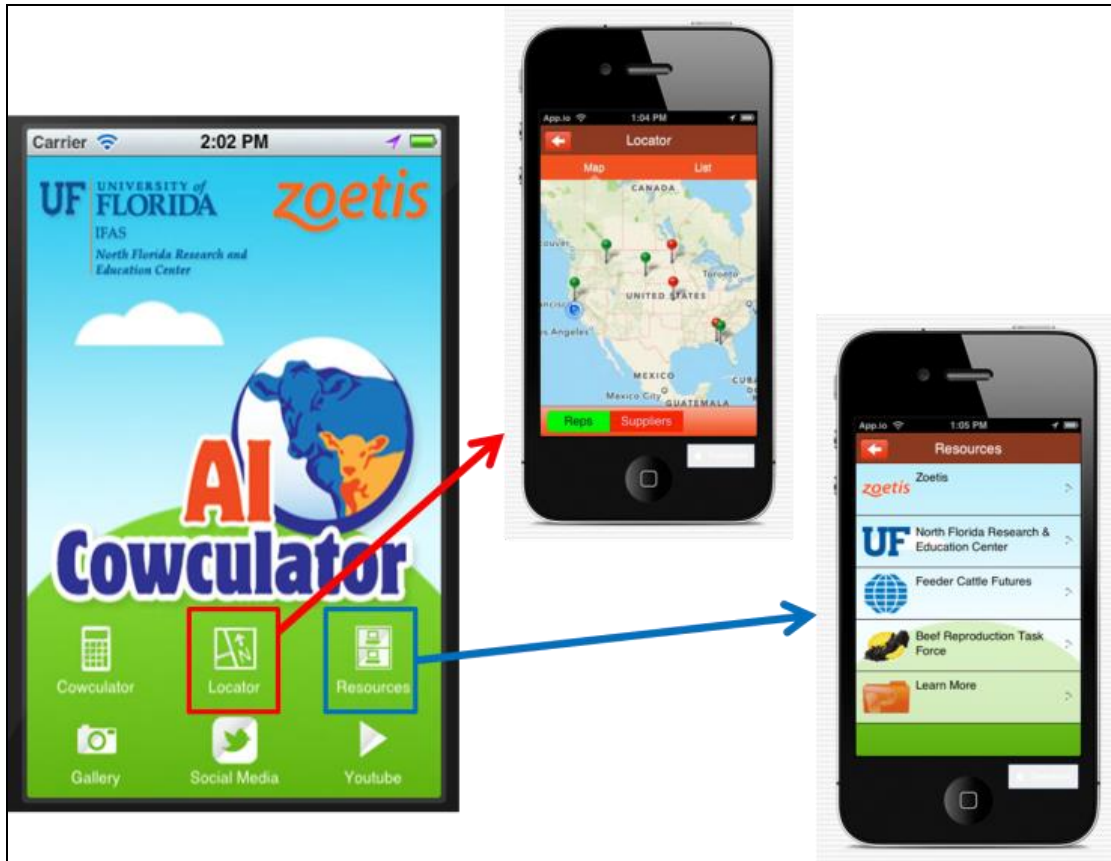 Carrier 2:02 PM
UF UNIVERSITY of FLORIDA
IFAS
North Florida Research and
Education Center
zoetis
AI
Cowculator
Cowculator
Locator
Resources
Gallery
Social Media
Youtube
App.io 1:04 PM
Locator
Map List
CANADA
Toronto
UNITED STATES
os Angeles
MEXICO
Mexico City
GUATEMALA
Reps Suppliers
App.io 1:05 PM
Resources
zoetis Zoetis
UF North Florida Research &
Education Center
Feeder Cattle Futures
Beef Reproduction Task
Force
Learn More